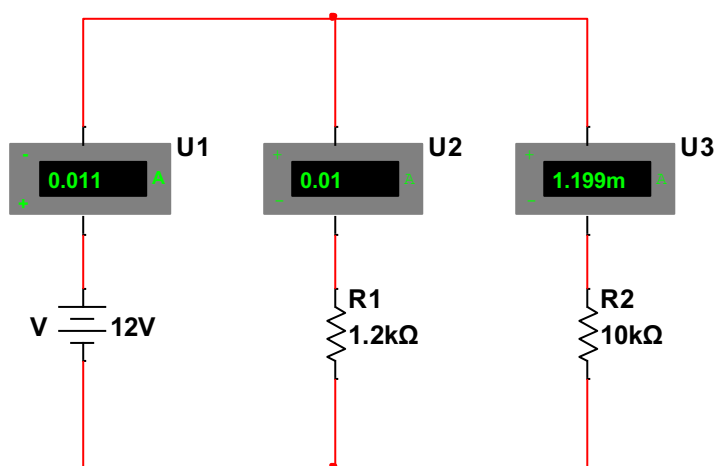 U1
- 0.011 A +
U2
+ 0.01 A -
U3
+ 1.199m A -
V 12V
R1
1.2kΩ
R2
10kΩ